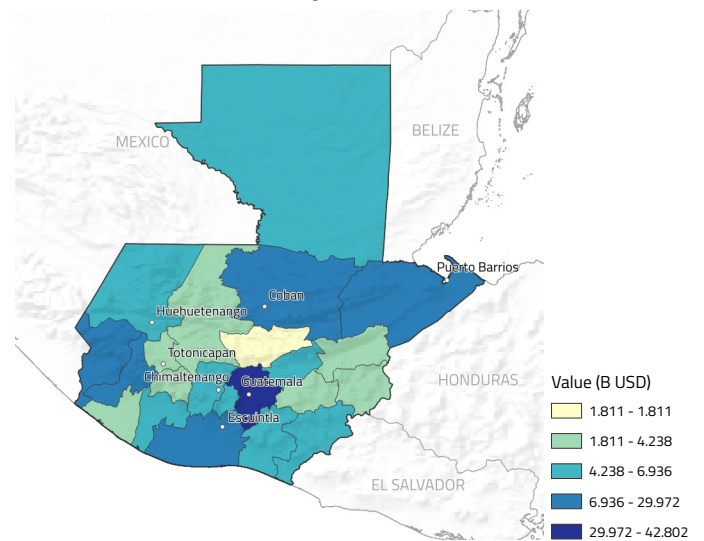 MEXICO
BELIZE
Puerto Barrios
Coban
Huehuetenango
Totonicapan
Chimaltenango
Guatemala
HONDURAS
Escuintla
EL SALVADOR
Value (B USD)
1.811 - 1.811
1.811 - 4.238
4.238 - 6.936
6.936 - 29.972
29.972 - 42.802